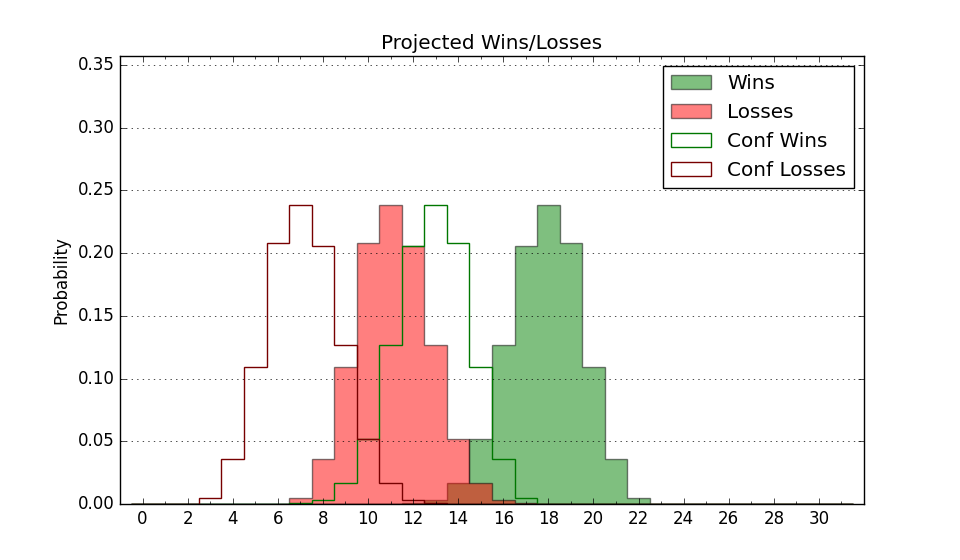 Projected Wins/Losses
0.35
0.30
0.25
0.20
0.15
0.10
0.05
0.00
Probability
Wins
Losses
Conf Wins
Conf Losses
0 2 4 6 8 10 12 14 16 18 20 22 24 26 28 30